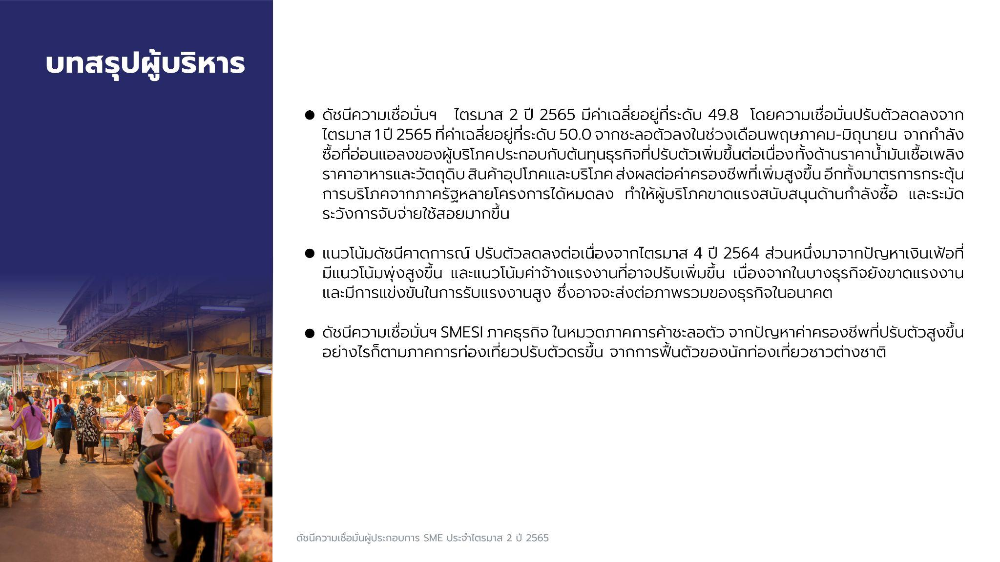 บทสรุปผู้บริหาร
● ดัชนีความเชื่อมั่นฯ ไตรมาส 2 ปี 2565 มีค่าเฉลี่ยอยู่ที่ระดับ 49.8 โดยความเชื่อมั่นปรับตัวลดลงจาก
ไตรมาส 1 ปี 2565 ที่ค่าเฉลี่ยอยู่ที่ระดับ 50.0 จากชะลอตัวลงในช่วงเดือนพฤษภาคม-มิถุนายน จากกำลัง
ซื้อที่อ่อนแอลงของผู้บริโภคประกอบกับต้นทุนธุรกิจที่ปรับตัวเพิ่มขึ้นต่อเนื่องทั้งด้านราคาน้ำมันเชื้อเพลิง
ราคาอาหารและวัตถุดิบ สินค้าอุปโภคและบริโภค ส่งผลต่อค่าครองชีพที่เพิ่มสูงขึ้น อีกทั้งมาตรการกระตุ้น
การบริโภคจากภาครัฐหลายโครงการได้หมดลง ทำให้ผู้บริโภคขาดแรงสนับสนุนด้านกำลังซื้อ และระมัด
ระวังการจับจ่ายใช้สอยมากขึ้น
● แนวโน้มดัชนีคาดการณ์ ปรับตัวลดลงต่อเนื่องจากไตรมาส 4 ปี 2564 ส่วนหนึ่งมาจากปัญหาเงินเฟ้อที่
มีแนวโน้มพุ่งสูงขึ้น และแนวโน้มค่าจ้างแรงงานที่อาจปรับเพิ่มขึ้น เนื่องจากในบางธุรกิจยังขาดแรงงาน
และมีการแข่งขันในการรับแรงงานสูง ซึ่งอาจจะส่งต่อภาพรวมของธุรกิจในอนาคต
● ดัชนีความเชื่อมั่นฯ SMESI ภาคธุรกิจ ในหมวดภาคการค้าชะลอตัว จากปัญหาค่าครองชีพที่ปรับตัวสูงขึ้น
อย่างไรก็ตามภาคการท่องเที่ยวปรับตัวดรขึ้น จากการฟื้นตัวของนักท่องเที่ยวชาวต่างชาติ
ดัชนีความเชื่อมั่นผู้ประกอบการ SME ประจำไตรมาส 2 ปี 2565